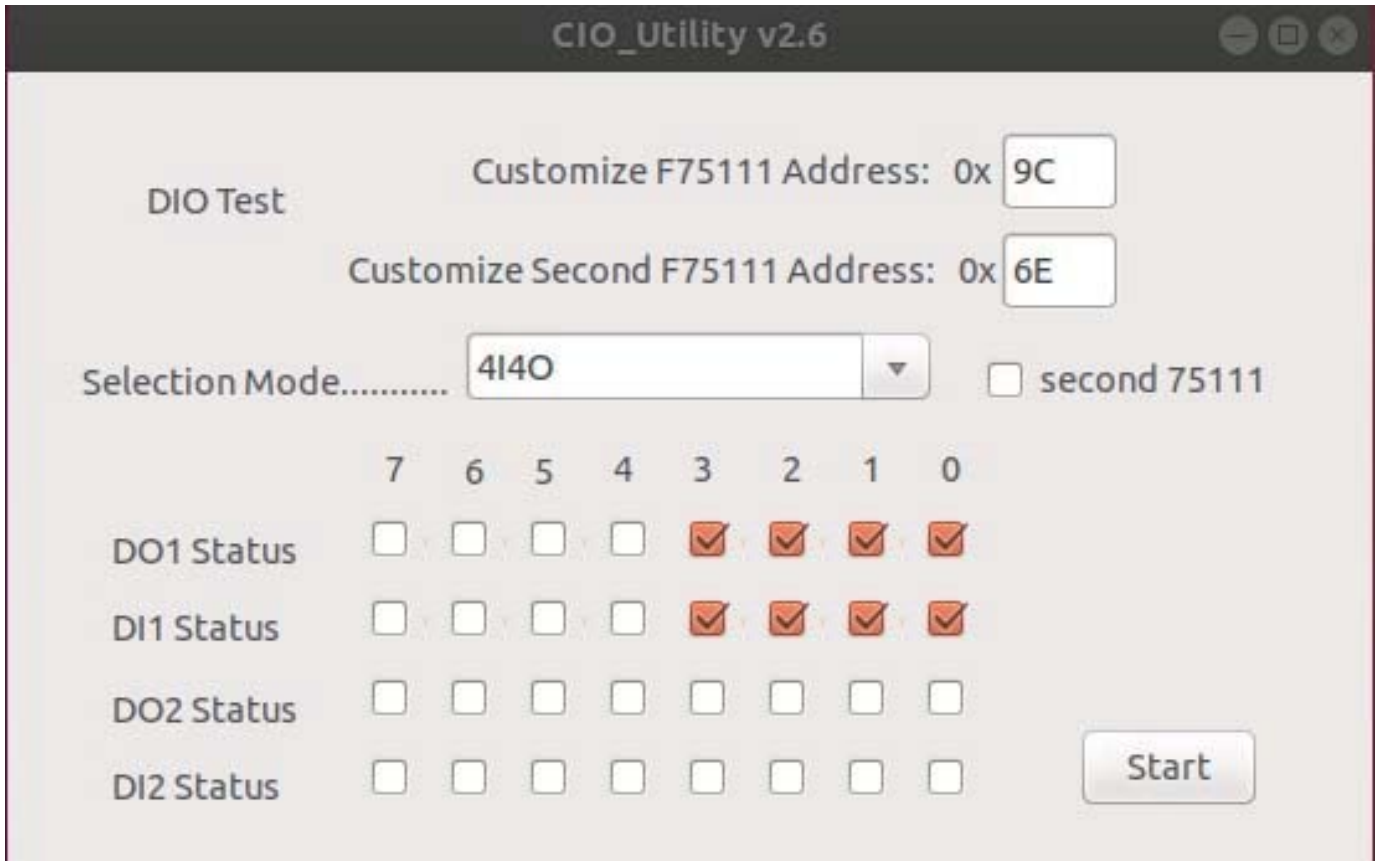 CIO_Utility v2.6
DIO Test
Customize F75111 Address: 0x 9C
Customize Second F75111 Address: 0x 6E
Selection Mode........... 4I4O second 75111
7 6 5 4 3 2 1 0
DO1 Status
DI1 Status
DO2 Status
DI2 Status
Start